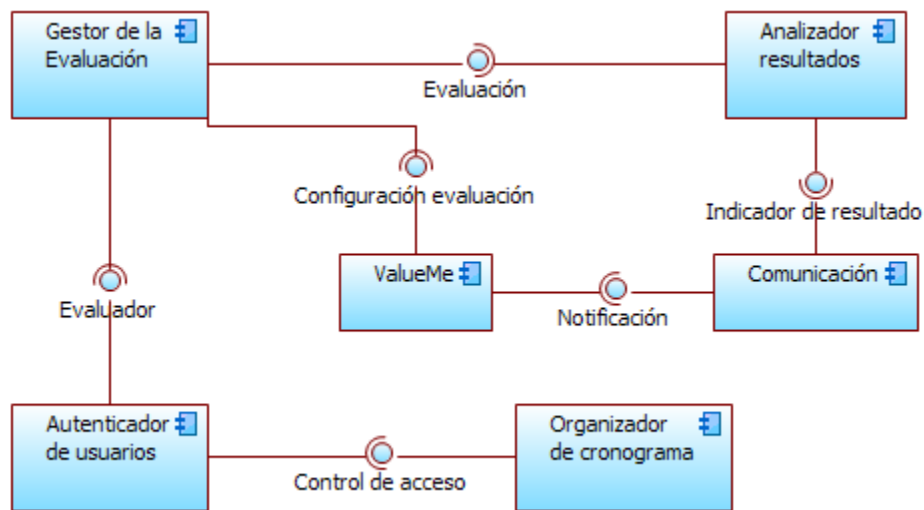 Gestor de la
Evaluación
Analizador
resultados
Evaluación
Configuración evaluación
Indicador de resultado
ValueMe
Comunicación
Evaluador
Notificación
Autenticador
de usuarios
Organizador
de cronograma
Control de acceso